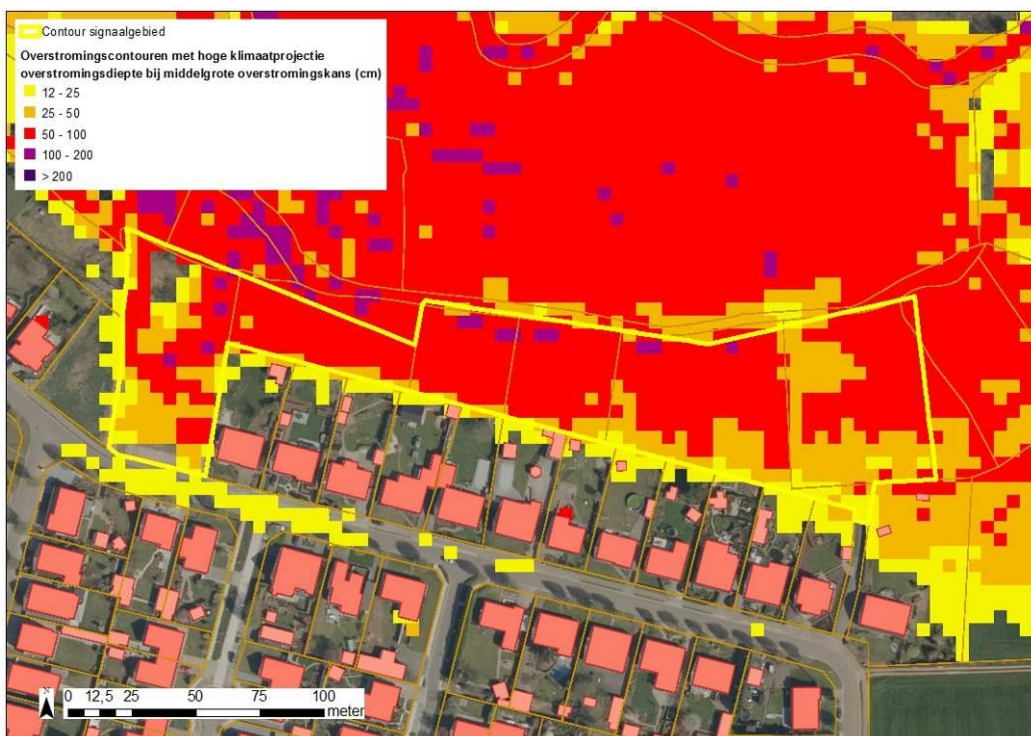 Contour signaalgebied
Overstromingscontouren met hoge klimaatprojectie
overstromingsdiepte bij middelgrote overstromingskans (cm)
12 - 25
25 - 50
50 - 100
100 - 200
> 200
N
0 12,5 25 50 75 100
meter